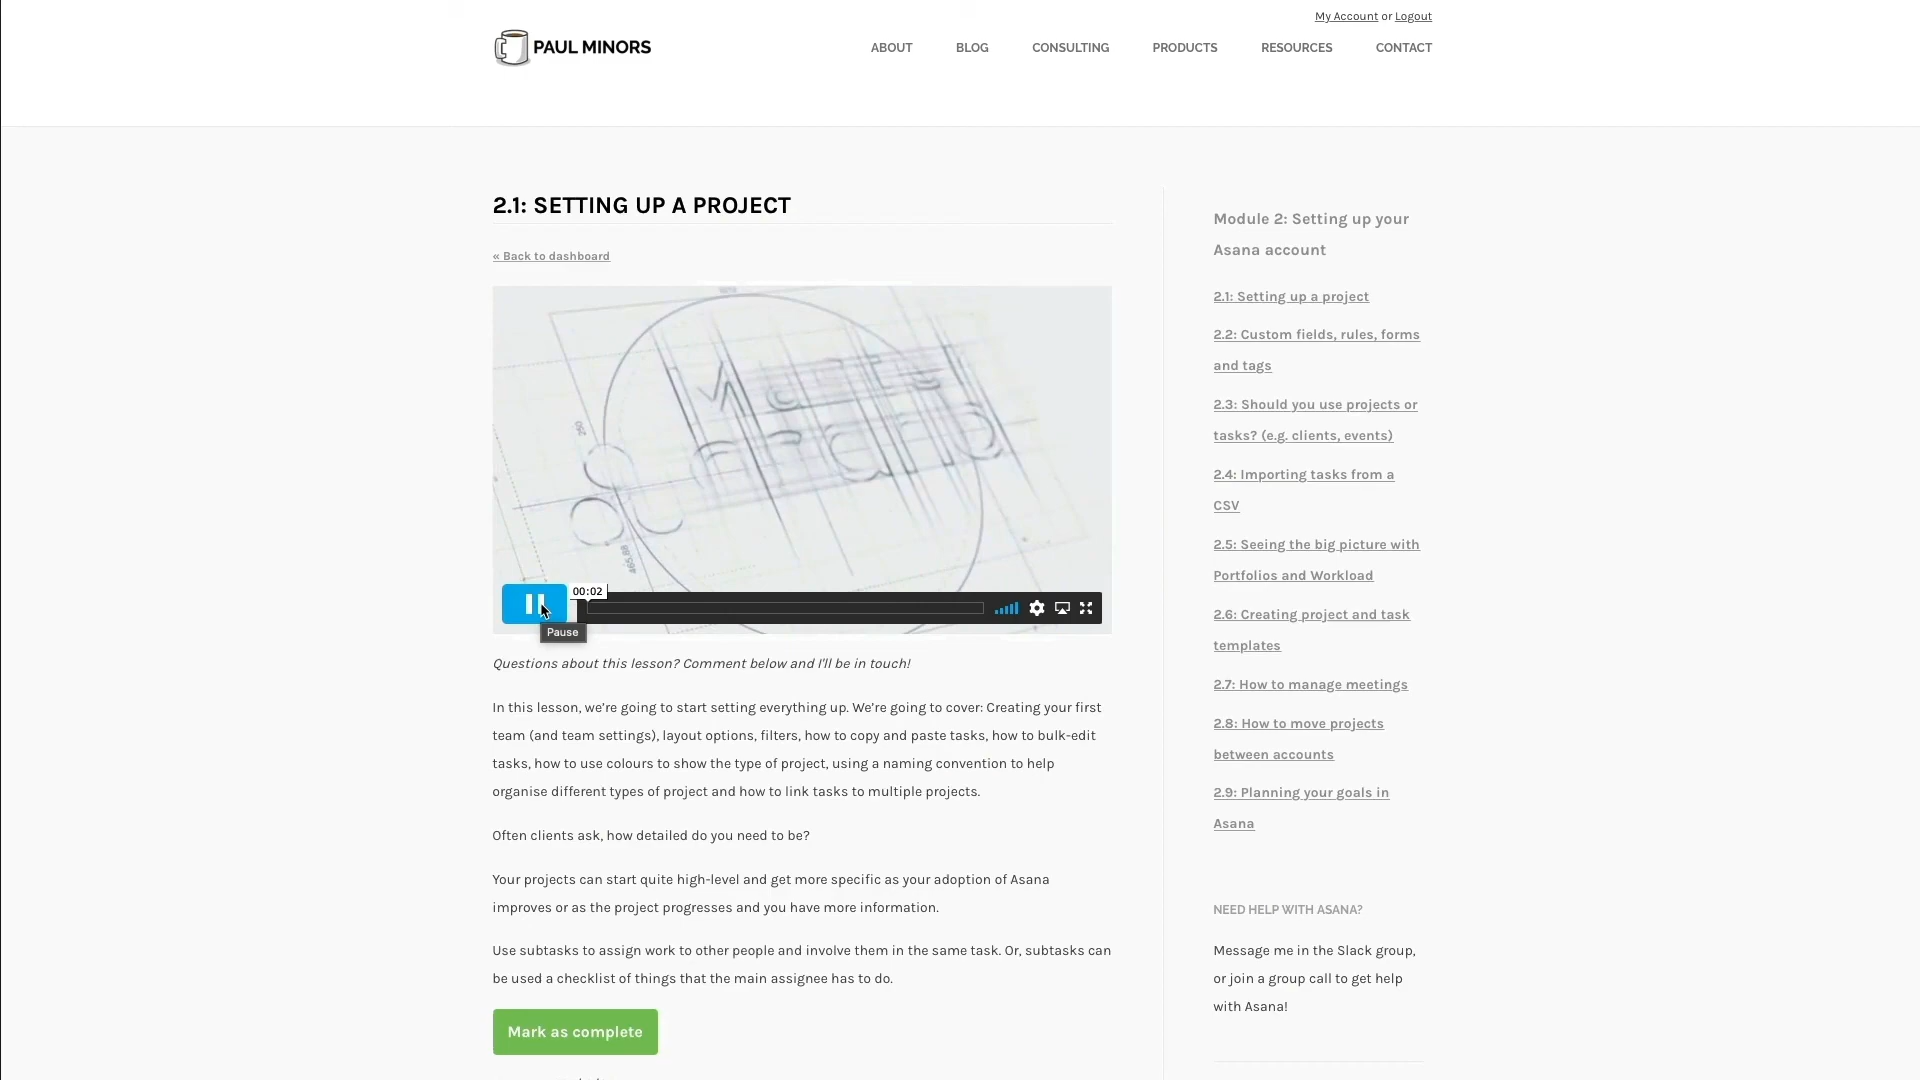 My Account or Logout
PAUL MINORS
ABOUT BLOG CONSULTING PRODUCTS RESOURCES CONTACT
2.1: SETTING UP A PROJECT
« Back to dashboard
250
465.88
00:02
Pause
Questions about this lesson? Comment below and I'll be in touch!
In this lesson, we're going to start setting everything up. We're going to cover: Creating your first
team (and team settings), layout options, filters, how to copy and paste tasks, how to bulk-edit
tasks, how to use colours to show the type of project, using a naming convention to help
organise different types of project and how to link tasks to multiple projects.
Often clients ask, how detailed do you need to be?
Your projects can start quite high-level and get more specific as your adoption of Asana
improves or as the project progresses and you have more information.
Use subtasks to assign work to other people and involve them in the same task. Or, subtasks can
be used a checklist of things that the main assignee has to do.
Mark as complete
Module 2: Setting up your
Asana account
2.1: Setting up a project
2.2: Custom fields, rules, forms
and tags
2.3: Should you use projects or
tasks? (e.g. clients, events)
2.4: Importing tasks from a
CSV
2.5: Seeing the big picture with
Portfolios and Workload
2.6: Creating project and task
templates
2.7: How to manage meetings
2.8: How to move projects
between accounts
2.9: Planning your goals in
Asana
NEED HELP WITH ASANA?
Message me in the Slack group,
or join a group call to get help
with Asana!